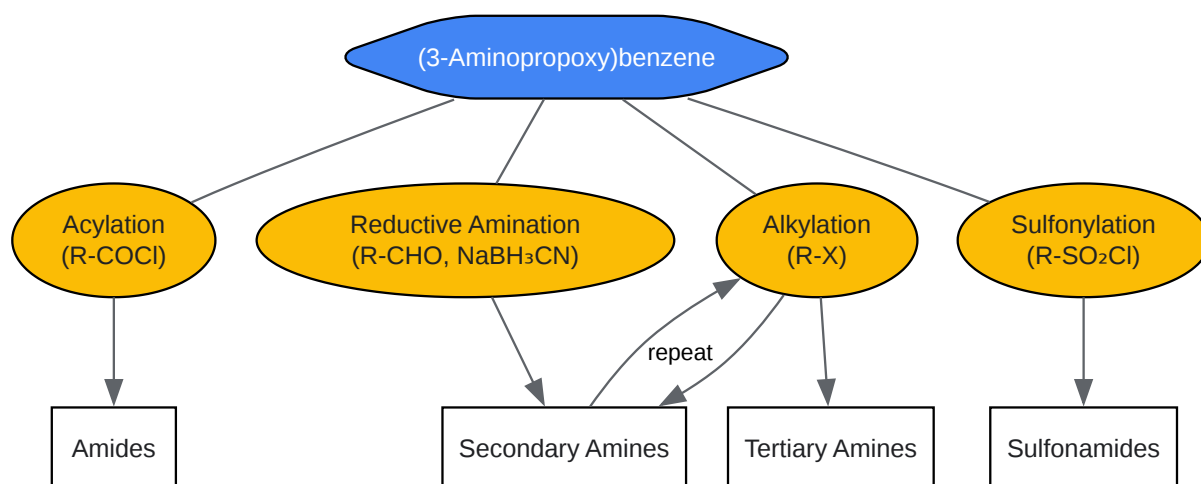 (3-Aminopropoxy)benzene
Acylation
(R-COCl)
Reductive Amination
(R-CHO, NaBH₃CN)
Alkylation
(R-X)
Sulfonylation
(R-SO₂Cl)
repeat
Amides
Secondary Amines
Tertiary Amines
Sulfonamides